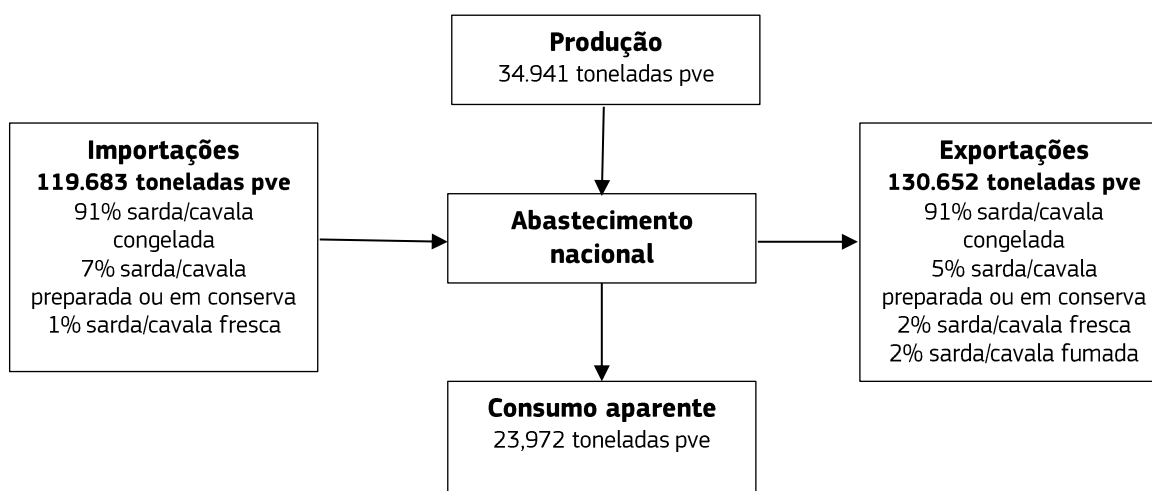 Produção
34.941 toneladas pve
Importações
119.683 toneladas pve
91% sarda/cavala
congelada
7% sarda/cavala
preparada ou em conserva
1% sarda/cavala fresca
Abastecimento
nacional
Exportações
130.652 toneladas pve
91% sarda/cavala
congelada
5% sarda/cavala
preparada ou em conserva
2% sarda/cavala fresca
2% sarda/cavala fumada
Consumo aparente
23,972 toneladas pve